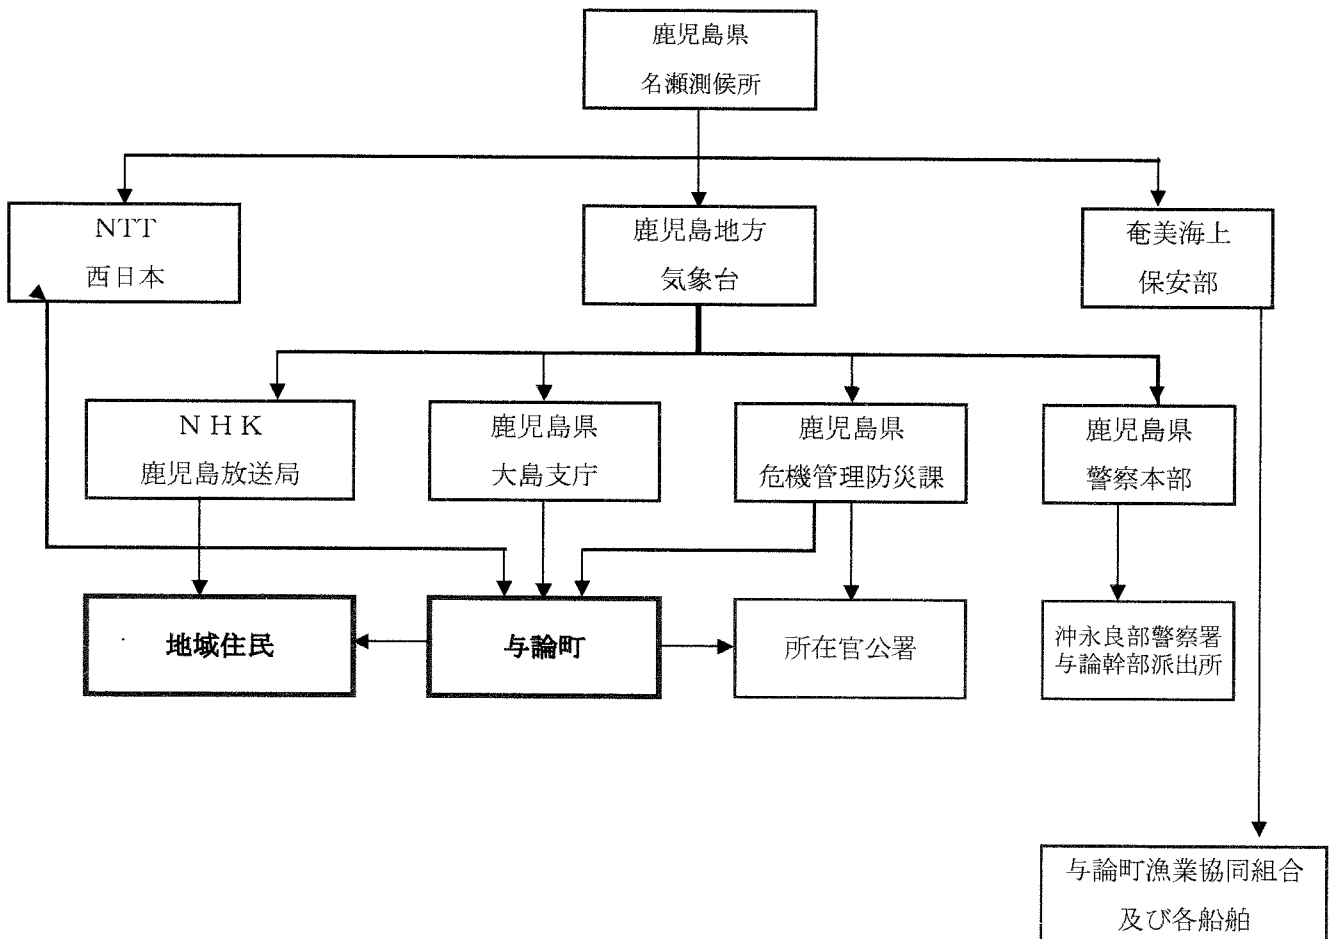 鹿児島県
名瀬測候所
NTT
西日本
鹿児島地方
気象台
奄美海上
保安部
NHK
鹿児島放送局
鹿児島県
大島支庁
鹿児島県
危機管理防災課
鹿児島県
警察本部
地域住民
与論町
所在官公署
沖永良部警察署
与論幹部派出所
与論町漁業協同組合
及び各船舶